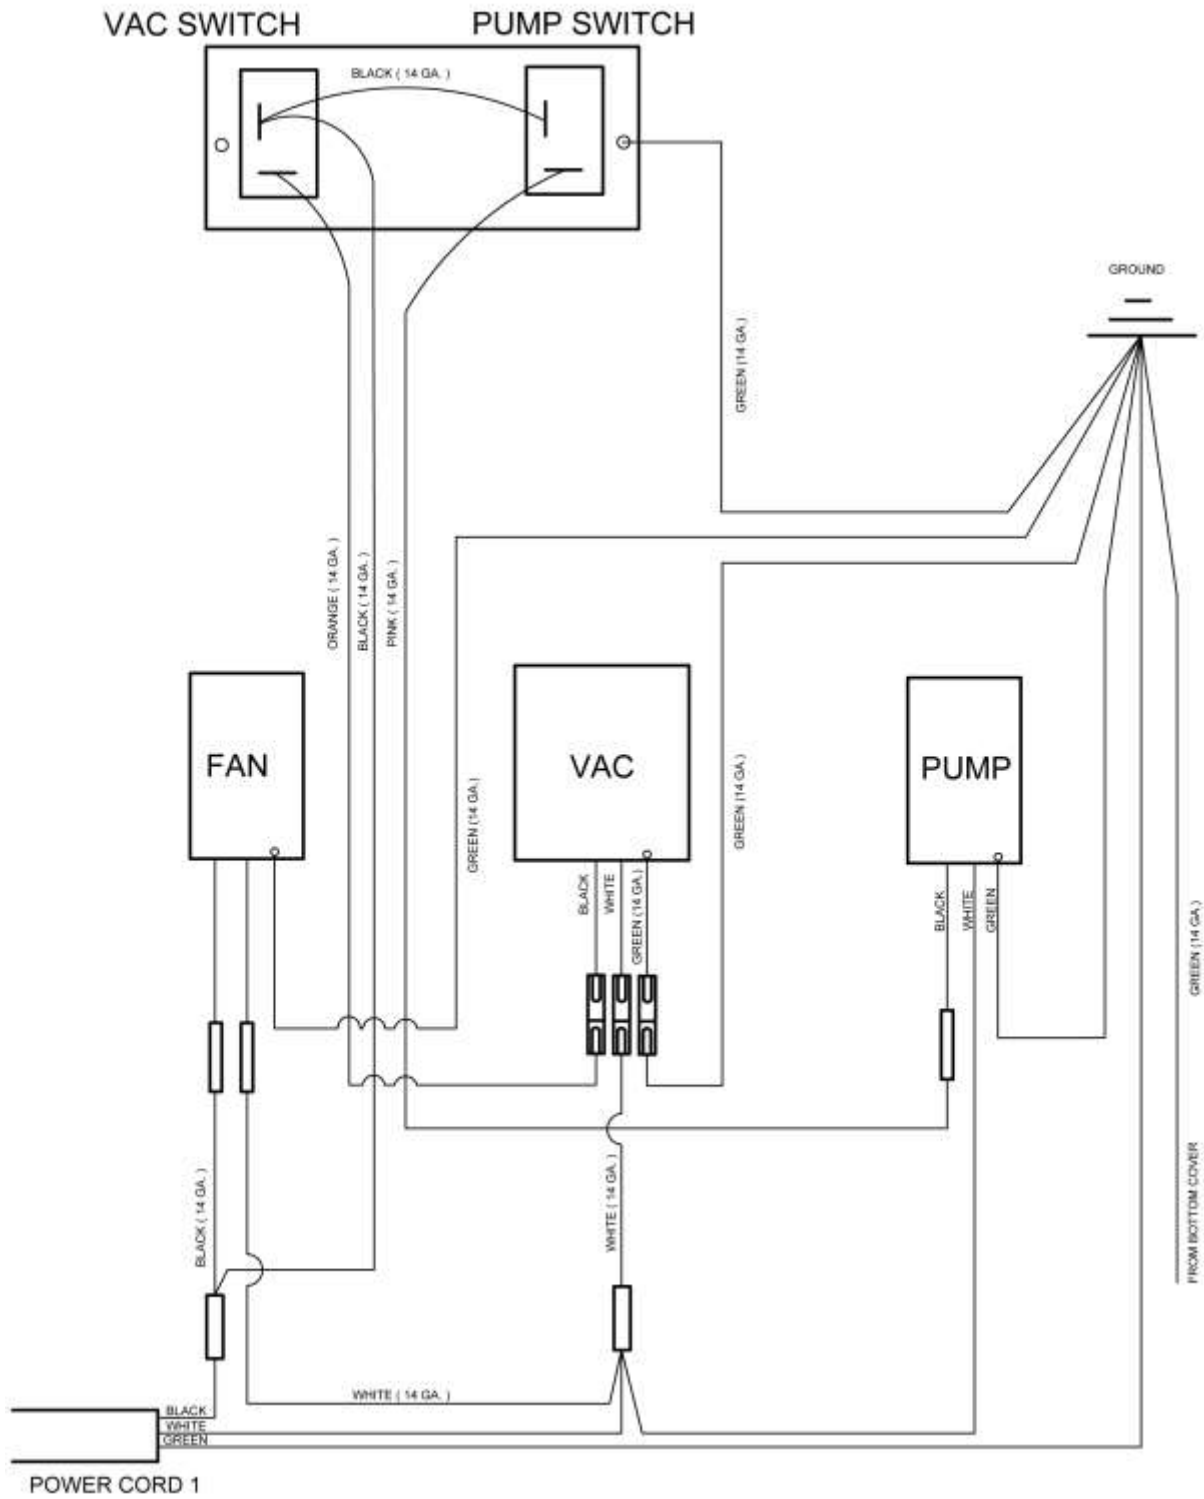 VAC SWITCH
PUMP SWITCH
BLACK ( 14 GA. )
GROUND
GREEN (14 GA.)
ORANGE ( 14 GA. )
BLACK ( 14 GA. )
PINK ( 14 GA. )
FAN
VAC
PUMP
GREEN (14 GA.)
GREEN (14 GA.)
BLACK
WHITE
GREEN (14 GA.)
BLACK
WHITE
GREEN
GREEN (14 GA.)
BLACK ( 14 GA. )
WHITE ( 14 GA. )
FROM BOTTOM COVER
WHITE ( 14 GA. )
BLACK
WHITE
GREEN
POWER CORD 1